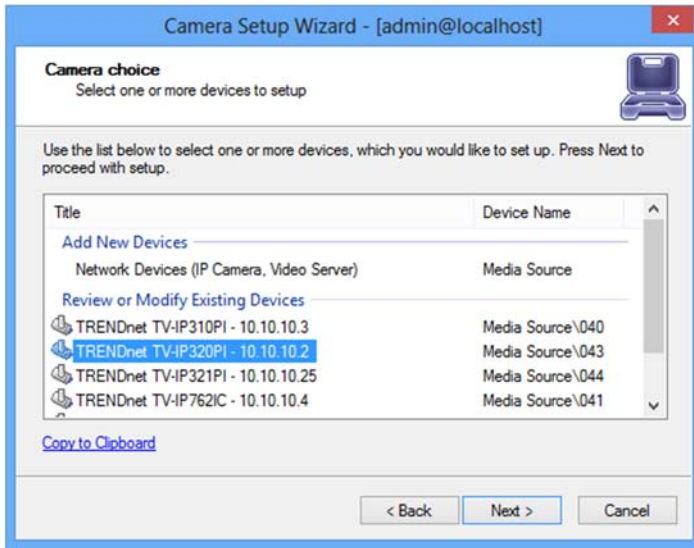 Camera Setup Wizard - [admin@localhost]
Camera choice
Select one or more devices to setup
Use the list below to select one or more devices, which you would like to set up. Press Next to
proceed with setup.
Title Device Name
Add New Devices
Network Devices (IP Camera, Video Server) Media Source
Review or Modify Existing Devices
TRENDnet TV-IP310PI - 10.10.10.3 Media Source\040
TRENDnet TV-IP320PI - 10.10.10.2 Media Source\043
TRENDnet TV-IP321PI - 10.10.10.25 Media Source\044
TRENDnet TV-IP762IC - 10.10.10.4 Media Source\041
Copy to Clipboard
< Back Next > Cancel